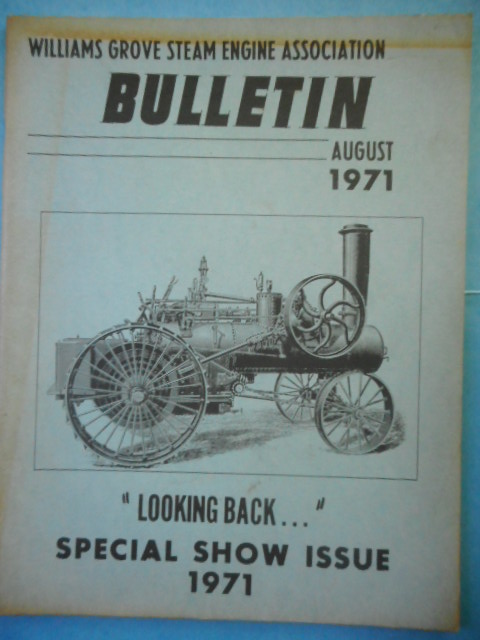 WILLIAMS GROVE STEAM ENGINE ASSOCIATION
BULLETIN
AUGUST
1971
"LOOKING BACK..."
SPECIAL SHOW ISSUE
1971